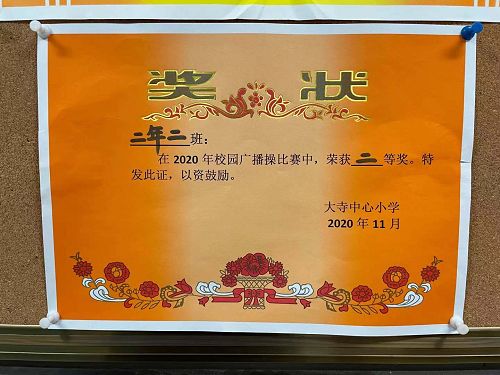 奖 状
二年二班：
在 2020 年校园广播操比赛中，荣获 二 等奖。特
发此证，以资鼓励。
大寺中心小学
2020 年 11 月